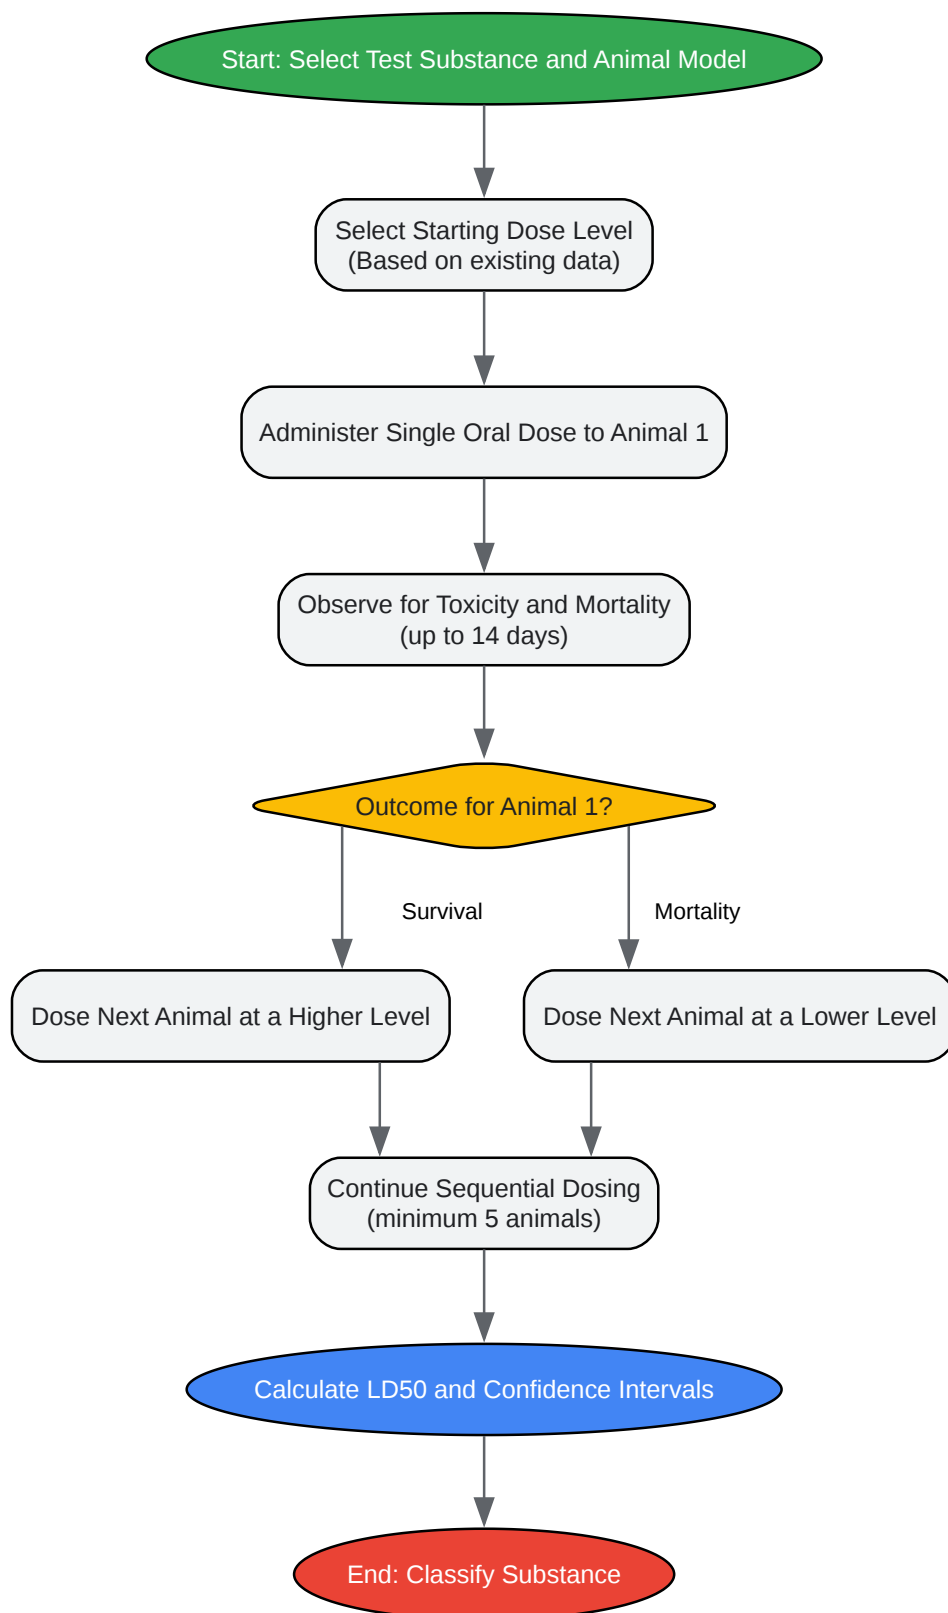 Start: Select Test Substance and Animal Model
Select Starting Dose Level
(Based on existing data)
Administer Single Oral Dose to Animal 1
Observe for Toxicity and Mortality
(up to 14 days)
Outcome for Animal 1?
Survival
Mortality
Dose Next Animal at a Higher Level
Dose Next Animal at a Lower Level
Continue Sequential Dosing
(minimum 5 animals)
Calculate LD50 and Confidence Intervals
End: Classify Substance